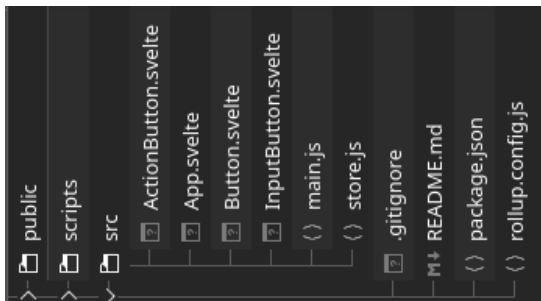 public
scripts
src
ActionButton.svelte
App.svelte
Button.svelte
InputButton.svelte
main.js
store.js
.gitignore
README.md
package.json
rollup.config.js